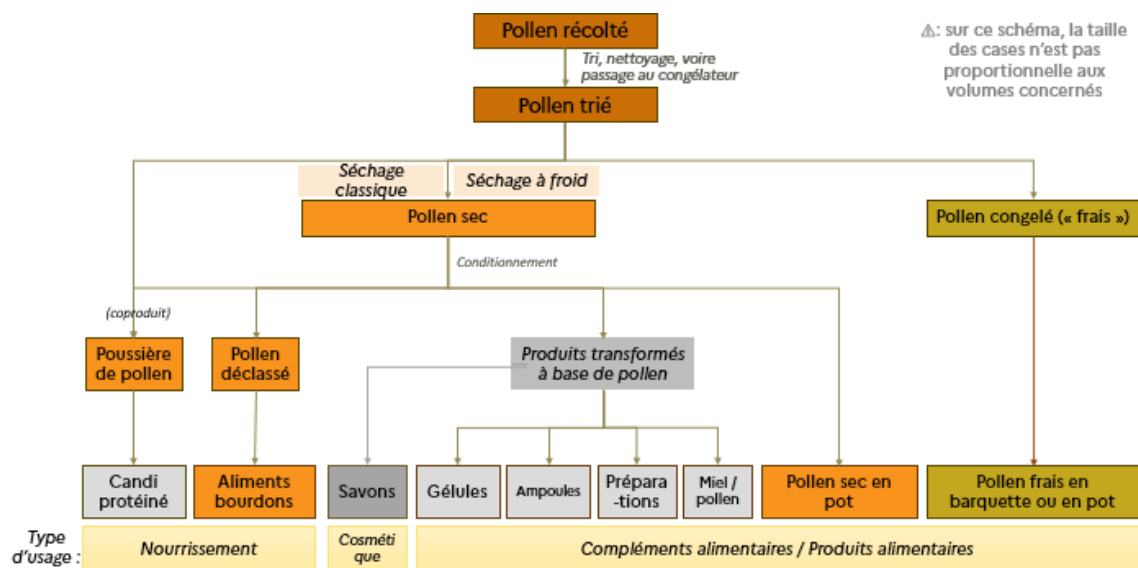 Pollen récolté
⚠: sur ce schéma, la taille
des cases n'est pas
proportionnelle aux
volumes concernés
Tri, nettoyage, voire
passage au congélateur
Pollen trié
Séchage
classique
Séchage à froid
Pollen sec
Pollen congelé (« frais »)
Conditionnement
(coproduit)
Poussière
de pollen
Pollen
déclassé
Produits transformés
à base de pollen
Candi
protéiné
Aliments
bourdons
Savons
Gélules
Ampoules
Prépara
-tions
Miel /
pollen
Pollen sec en
pot
Pollen frais en
barquette ou en pot
Type
d'usage :
Nourrissement
Cosméti
que
Compléments alimentaires / Produits alimentaires